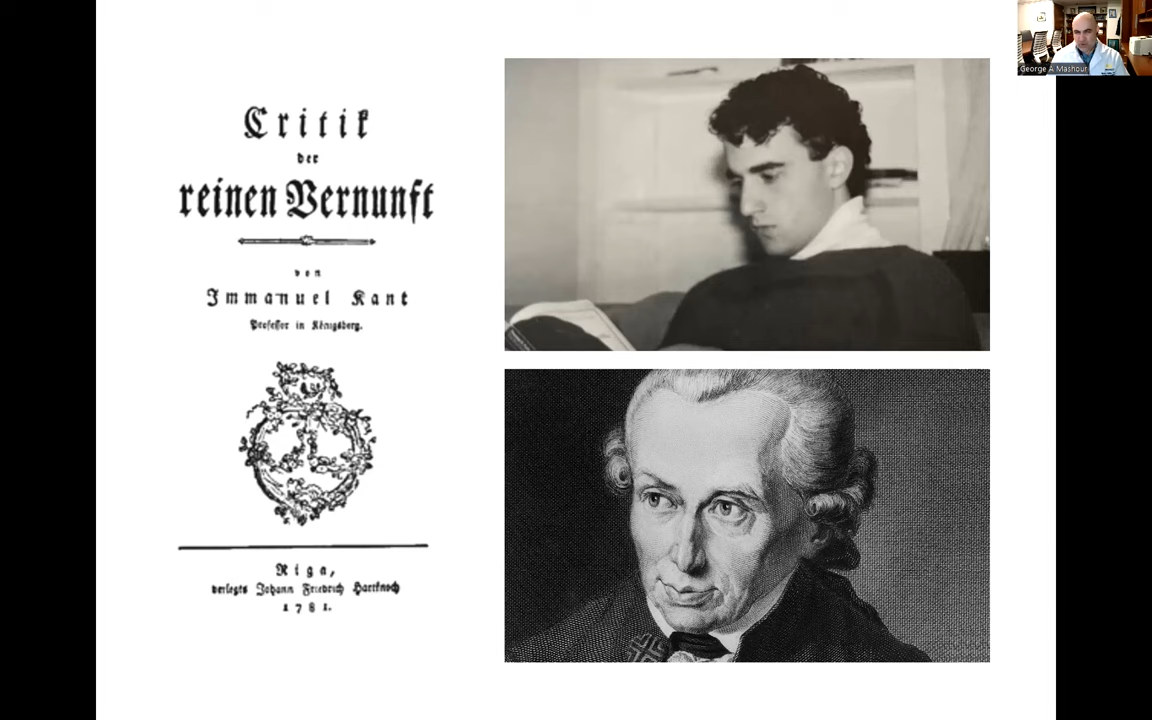 Critik
der
reinen Vernunft
von
Immanuel Kant
Professor in Königsberg.
Riga,
verlegts Johann Friedrich Hartknoch
1781.
George A Mashour